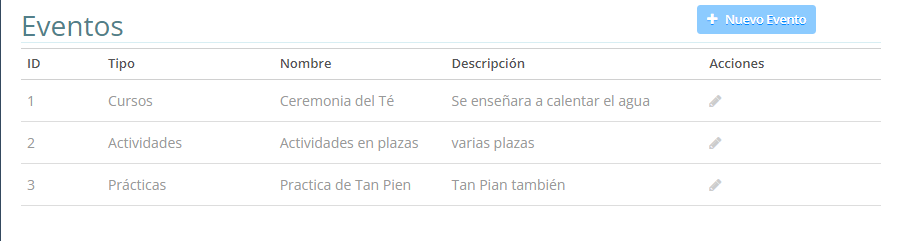 Eventos
+ Nuevo Evento
ID Tipo Nombre Descripción Acciones
1 Cursos Ceremonia del Té Se enseñara a calentar el agua
2 Actividades Actividades en plazas varias plazas
3 Prácticas Practica de Tan Pien Tan Pian también